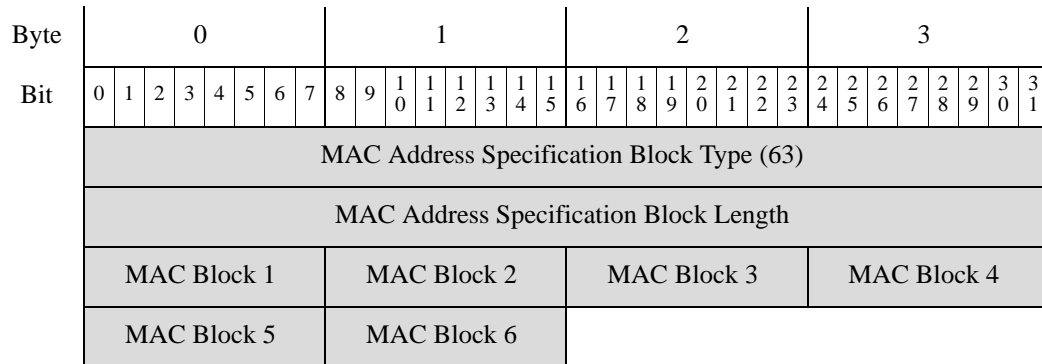 Byte 0 1 2 3
Bit 0 1 2 3 4 5 6 7 8 9 10 11 12 13 14 15 16 17 18 19 20 21 22 23 24 25 26 27 28 29 30 31
MAC Address Specification Block Type (63)
MAC Address Specification Block Length
MAC Block 1 MAC Block 2 MAC Block 3 MAC Block 4
MAC Block 5 MAC Block 6